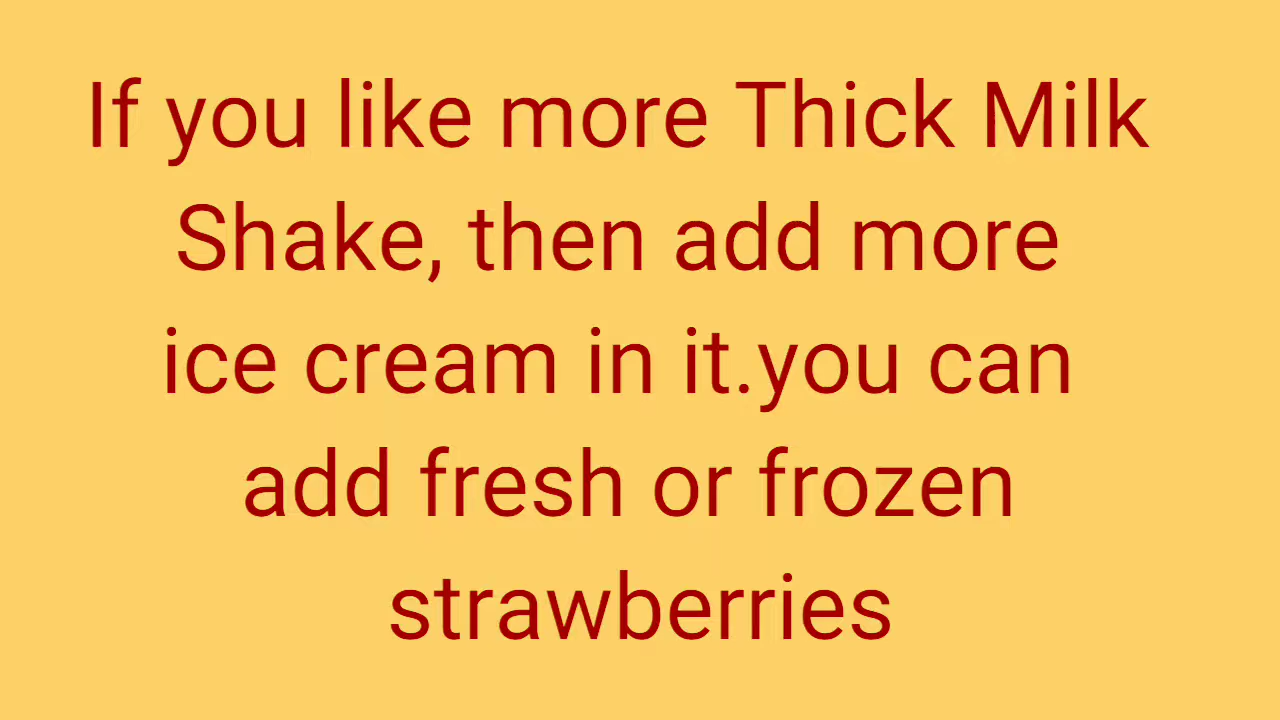 If you like more Thick Milk
Shake, then add more
ice cream in it.you can
add fresh or frozen
strawberries